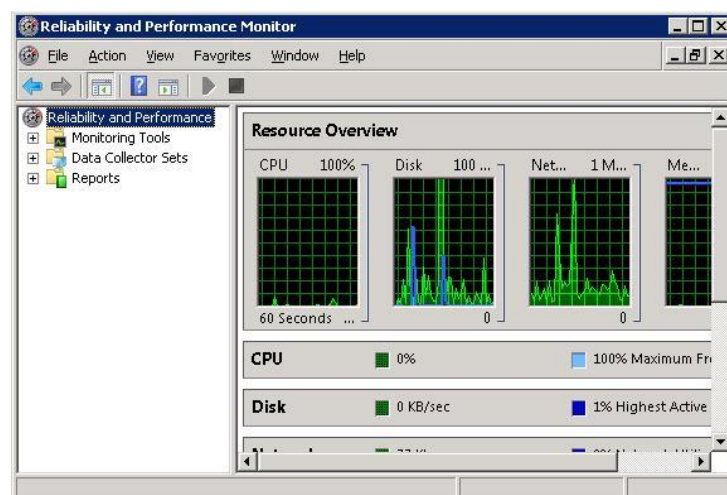 Reliability and Performance Monitor
File Action View Favorites Window Help
Reliability and Performance
Monitoring Tools
Data Collector Sets
Reports
Resource Overview
CPU 100% Disk 100 ... Net... 1 M... Me...
60 Seconds ... 0 0
CPU 0% 100% Maximum Fre
Disk 0 KB/sec 1% Highest Active